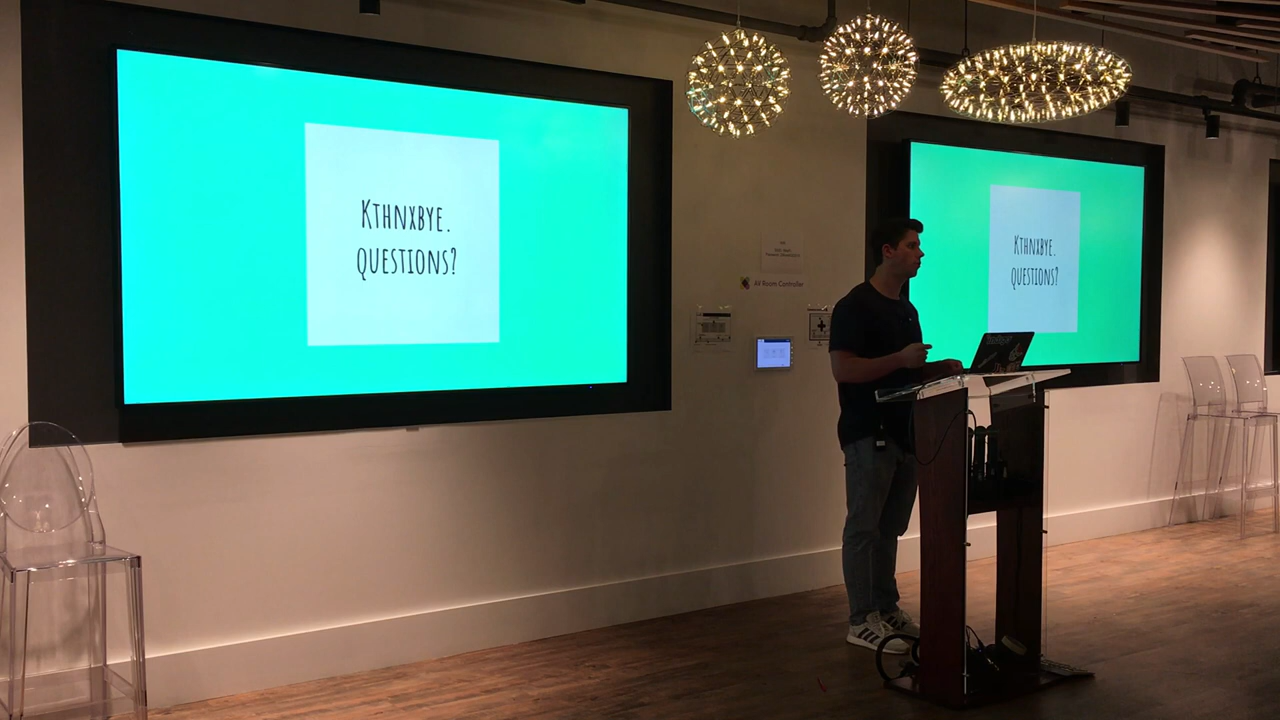 KTHNXBYE.
QUESTIONS?
AV Room Controller
KTHNXBYE.
QUESTIONS?